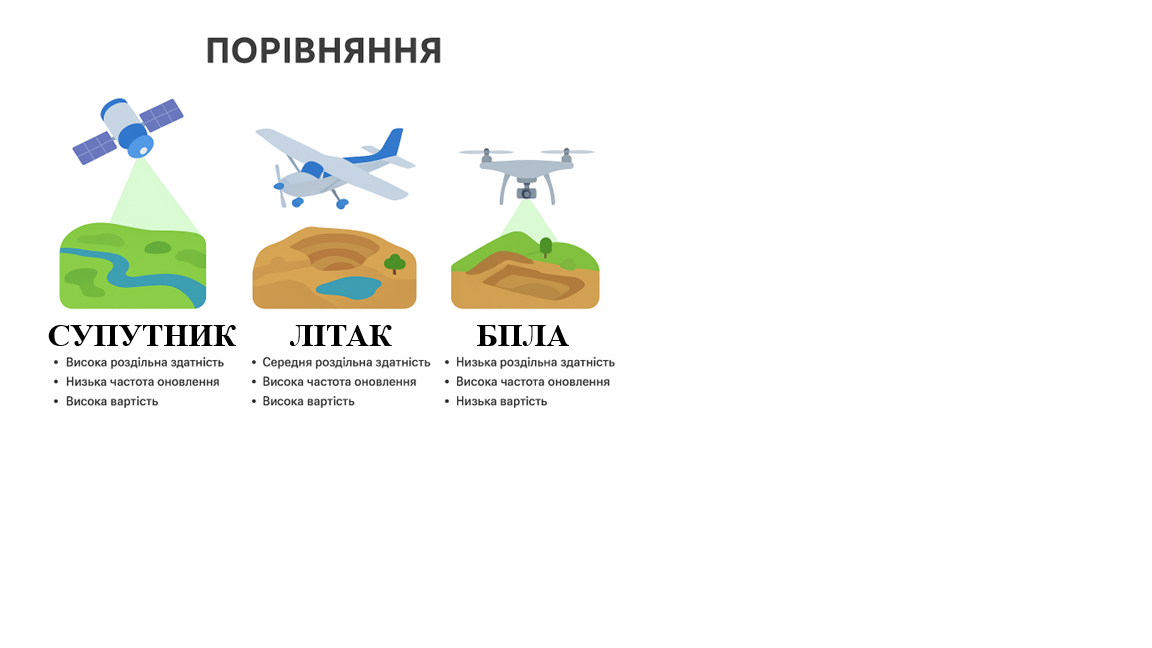 ПОРІВНЯННЯ
СУПУТНИК
• Висока роздільна здатність
• Низька частота оновлення
• Висока вартість
ЛІТАК
• Середня роздільна здатність
• Висока частота оновлення
• Висока вартість
БПЛА
• Низька роздільна здатність
• Висока частота оновлення
• Низька вартість